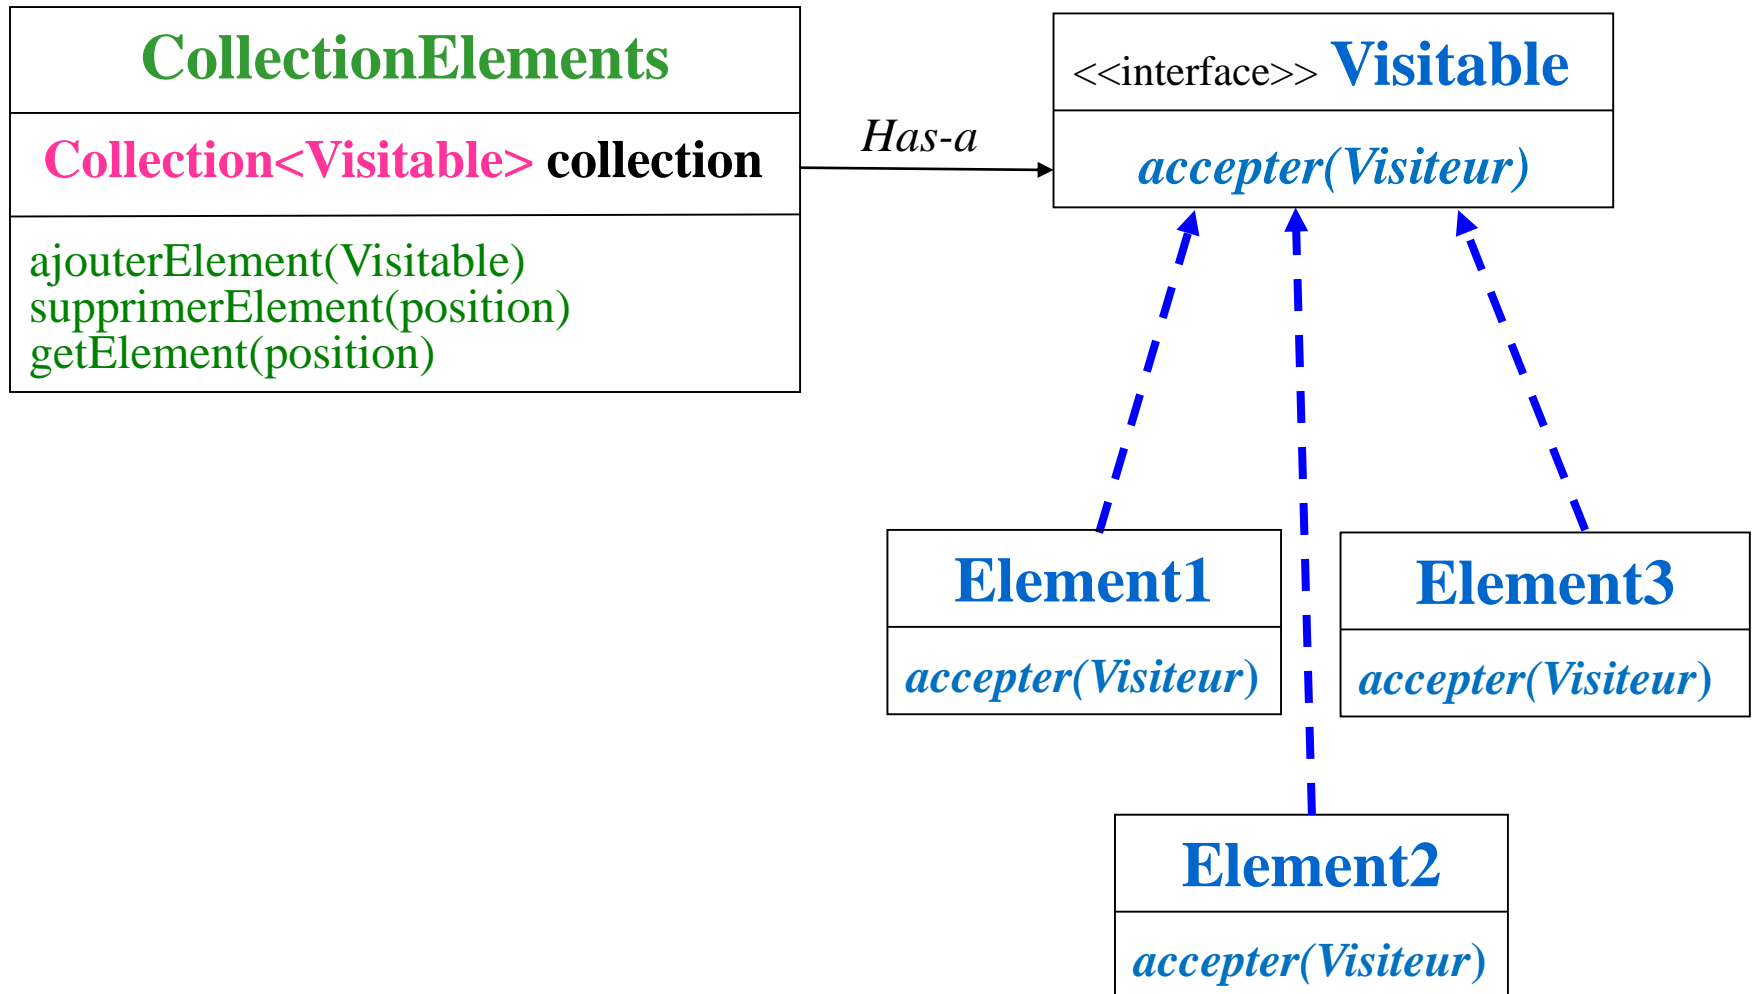 CollectionElements
Collection<Visitable> collection
ajouterElement(Visitable)
supprimerElement(position)
getElement(position)
Has-a
<<interface>> Visitable
accepter(Visiteur)
Element1
accepter(Visiteur)
Element3
accepter(Visiteur)
Element2
accepter(Visiteur)